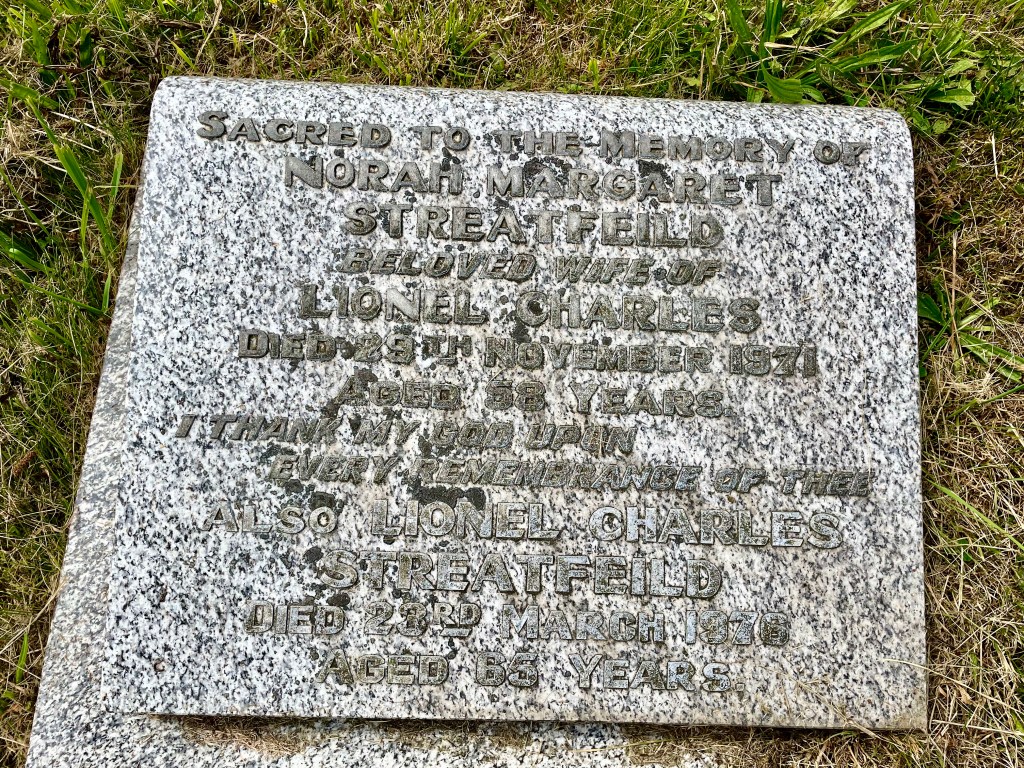 SACRED TO THE MEMORY OF
NORAH MARGARET
STREATFEILD
BELOVED WIFE OF
LIONEL CHARLES
DIED 29TH NOVEMBER 1971
AGED 58 YEARS.
I THANK MY GOD UPON
EVERY REMEMBRANCE OF THEE
ALSO LIONEL CHARLES
STREATFEILD
DIED 23RD MARCH 1976
AGED 65 YEARS.